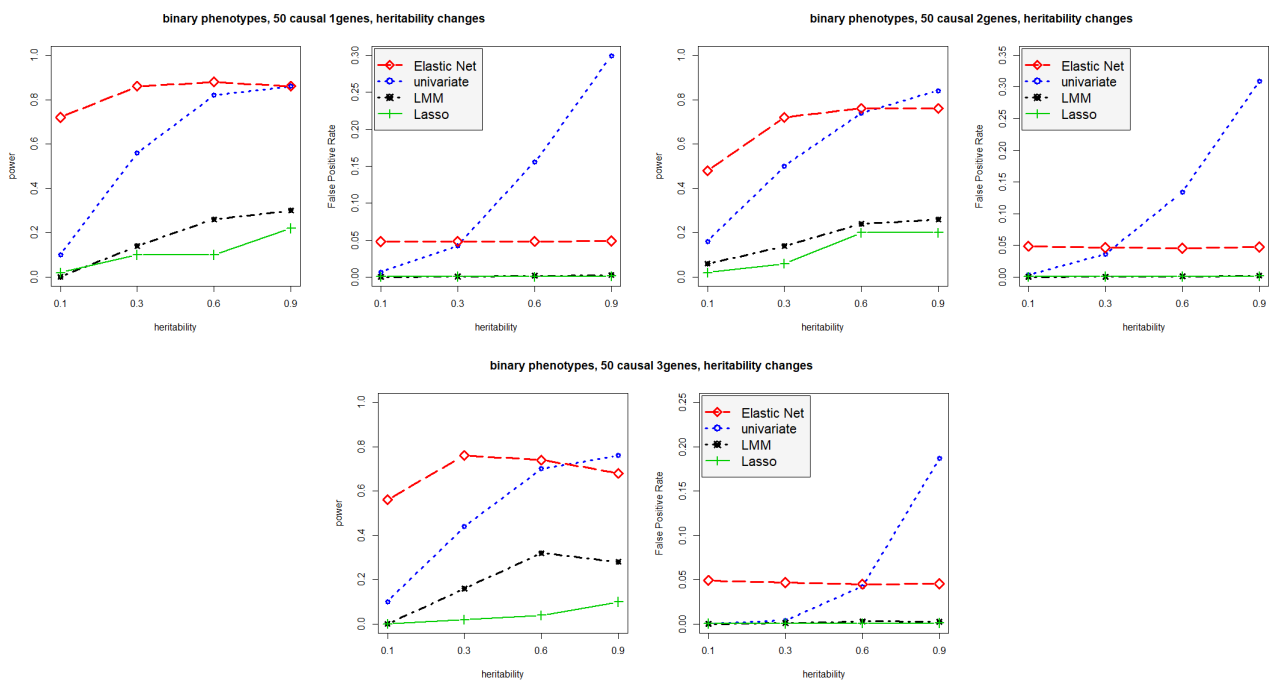 binary phenotypes, 50 causal 1genes, heritability changes
power
1.0
0.8
0.6
0.4
0.2
0.0
0.1 0.3 0.6 0.9
heritability
False Positive Rate
0.30
0.25
0.20
0.15
0.10
0.05
0.00
Elastic Net
univariate
LMM
Lasso
0.1 0.3 0.6 0.9
heritability
binary phenotypes, 50 causal 2genes, heritability changes
power
1.0
0.8
0.6
0.4
0.2
0.0
0.1 0.3 0.6 0.9
heritability
False Positive Rate
0.35
0.30
0.25
0.20
0.15
0.10
0.05
0.00
Elastic Net
univariate
LMM
Lasso
0.1 0.3 0.6 0.9
heritability
binary phenotypes, 50 causal 3genes, heritability changes
power
1.0
0.8
0.6
0.4
0.2
0.0
0.1 0.3 0.6 0.9
heritability
False Positive Rate
0.25
0.20
0.15
0.10
0.05
0.00
Elastic Net
univariate
LMM
Lasso
0.1 0.3 0.6 0.9
heritability